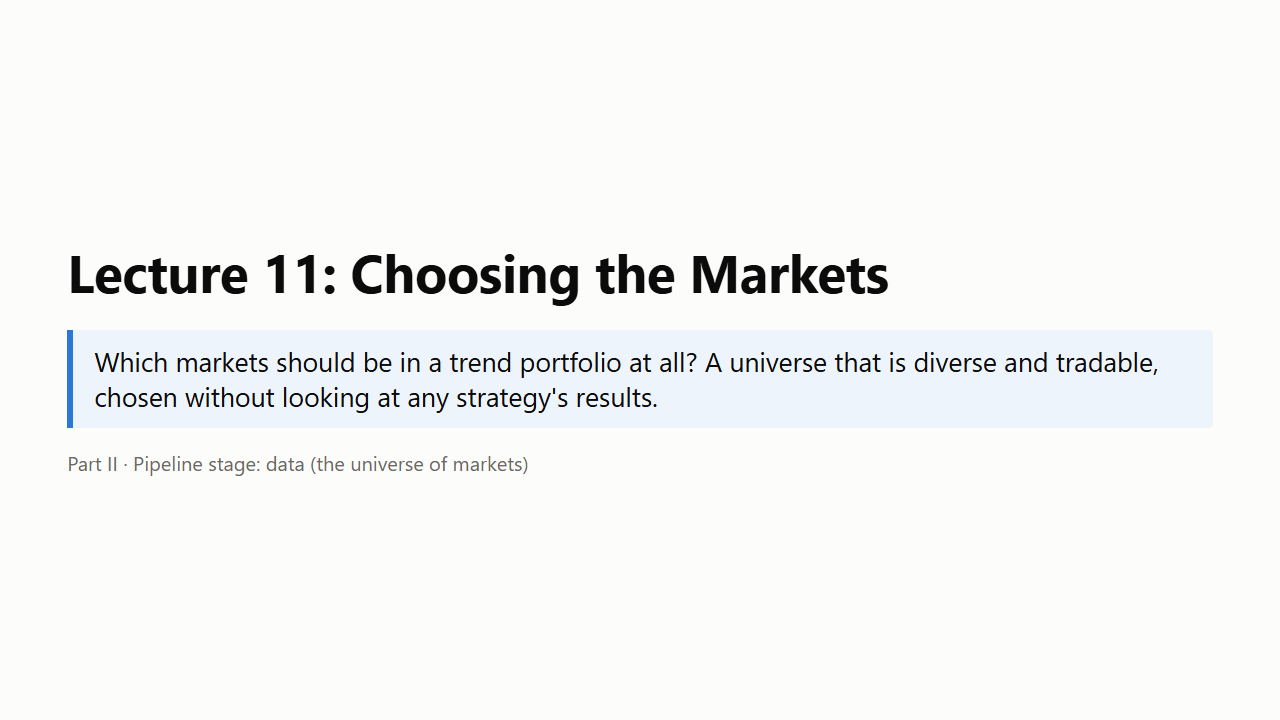 Lecture 11: Choosing the Markets
Which markets should be in a trend portfolio at all? A universe that is diverse and tradable,
chosen without looking at any strategy's results.
Part II · Pipeline stage: data (the universe of markets)